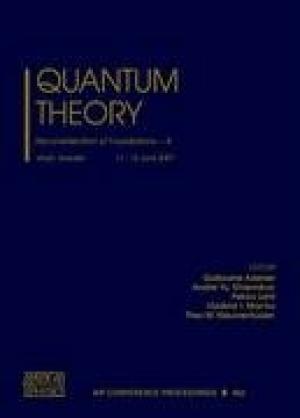 QUANTUM
THEORY
Reconsideration of Foundations - 4
Växjö, Sweden 11 - 16 June 2007
EDITORS
Guillaume Adenier
Andrei Yu. Khrennikov
Pekka Lahti
Vladimir I. Man'ko
Theo M. Nieuwenhuizen
AIP CONFERENCE PROCEEDINGS 962